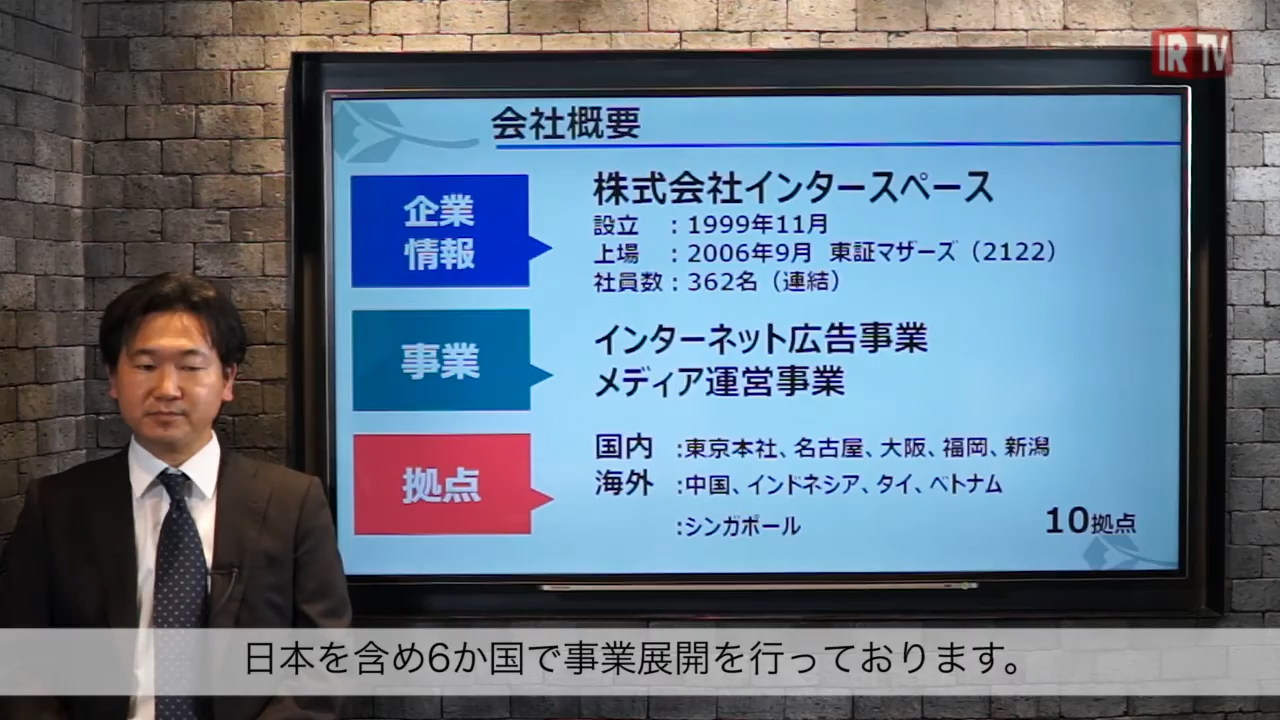 IR TV
会社概要
企業
情報
株式会社インタースペース
設立　：1999年11月
上場　：2006年9月 東証マザーズ（2122）
社員数：362名（連結）
事業
インターネット広告事業
メディア運営事業
拠点
国内　:東京本社、名古屋、大阪、福岡、新潟
海外　:中国、インドネシア、タイ、ベトナム
:シンガポール
10拠点
日本を含め6か国で事業展開を行っております。